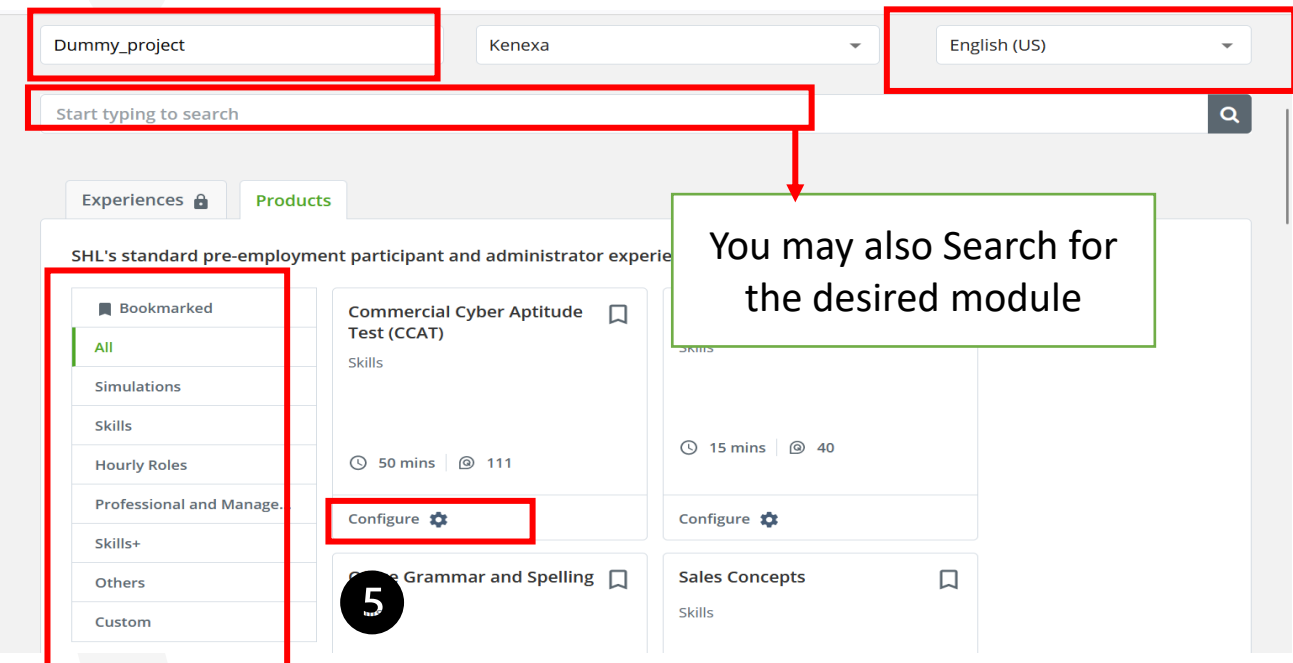 Dummy_project
Kenexa
English (US)
Start typing to search
Experiences
Products
SHL's standard pre-employment participant and administrator
You may also Search for
the desired module
Bookmarked
All
Simulations
Skills
Hourly Roles
Professional and Manage...
Skills+
Others
Custom
Commercial Cyber Aptitude
Test (CCAT)
Skills
50 mins
111
Configure
Skills
15 mins
40
Configure
Grammar and Spelling
5
Sales Concepts
Skills